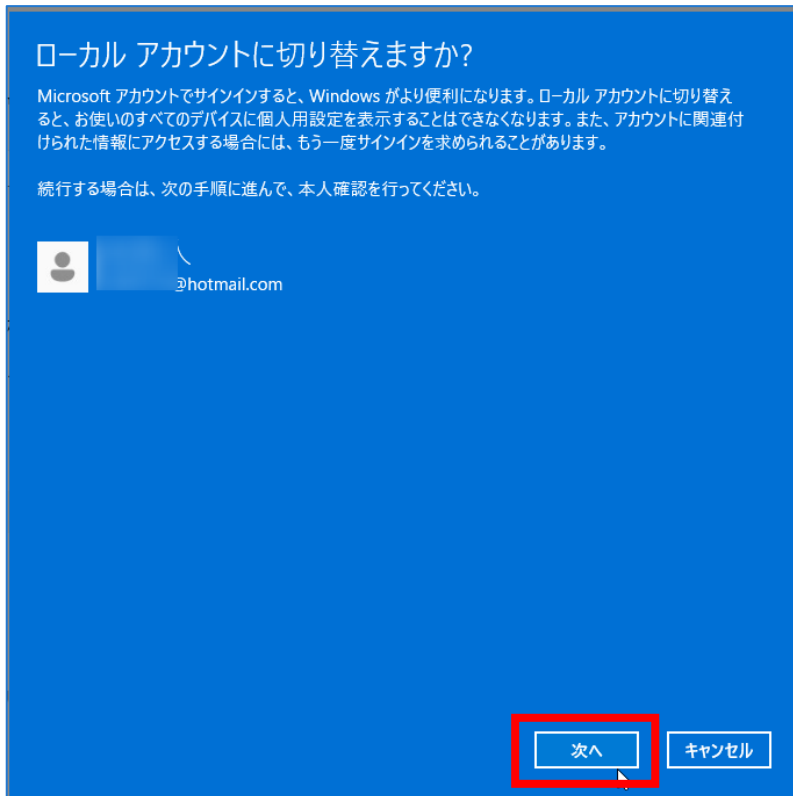 ローカル アカウントに切り替えますか?
Microsoft アカウントでサインインすると、Windows がより便利になります。ローカル アカウントに切り替え
ると、お使いのすべてのデバイスに個人用設定を表示することはできなくなります。また、アカウントに関連付
けられた情報にアクセスする場合には、もう一度サインインを求められることがあります。
続行する場合は、次の手順に進んで、本人確認を行ってください。
@hotmail.com
次へ
キャンセル